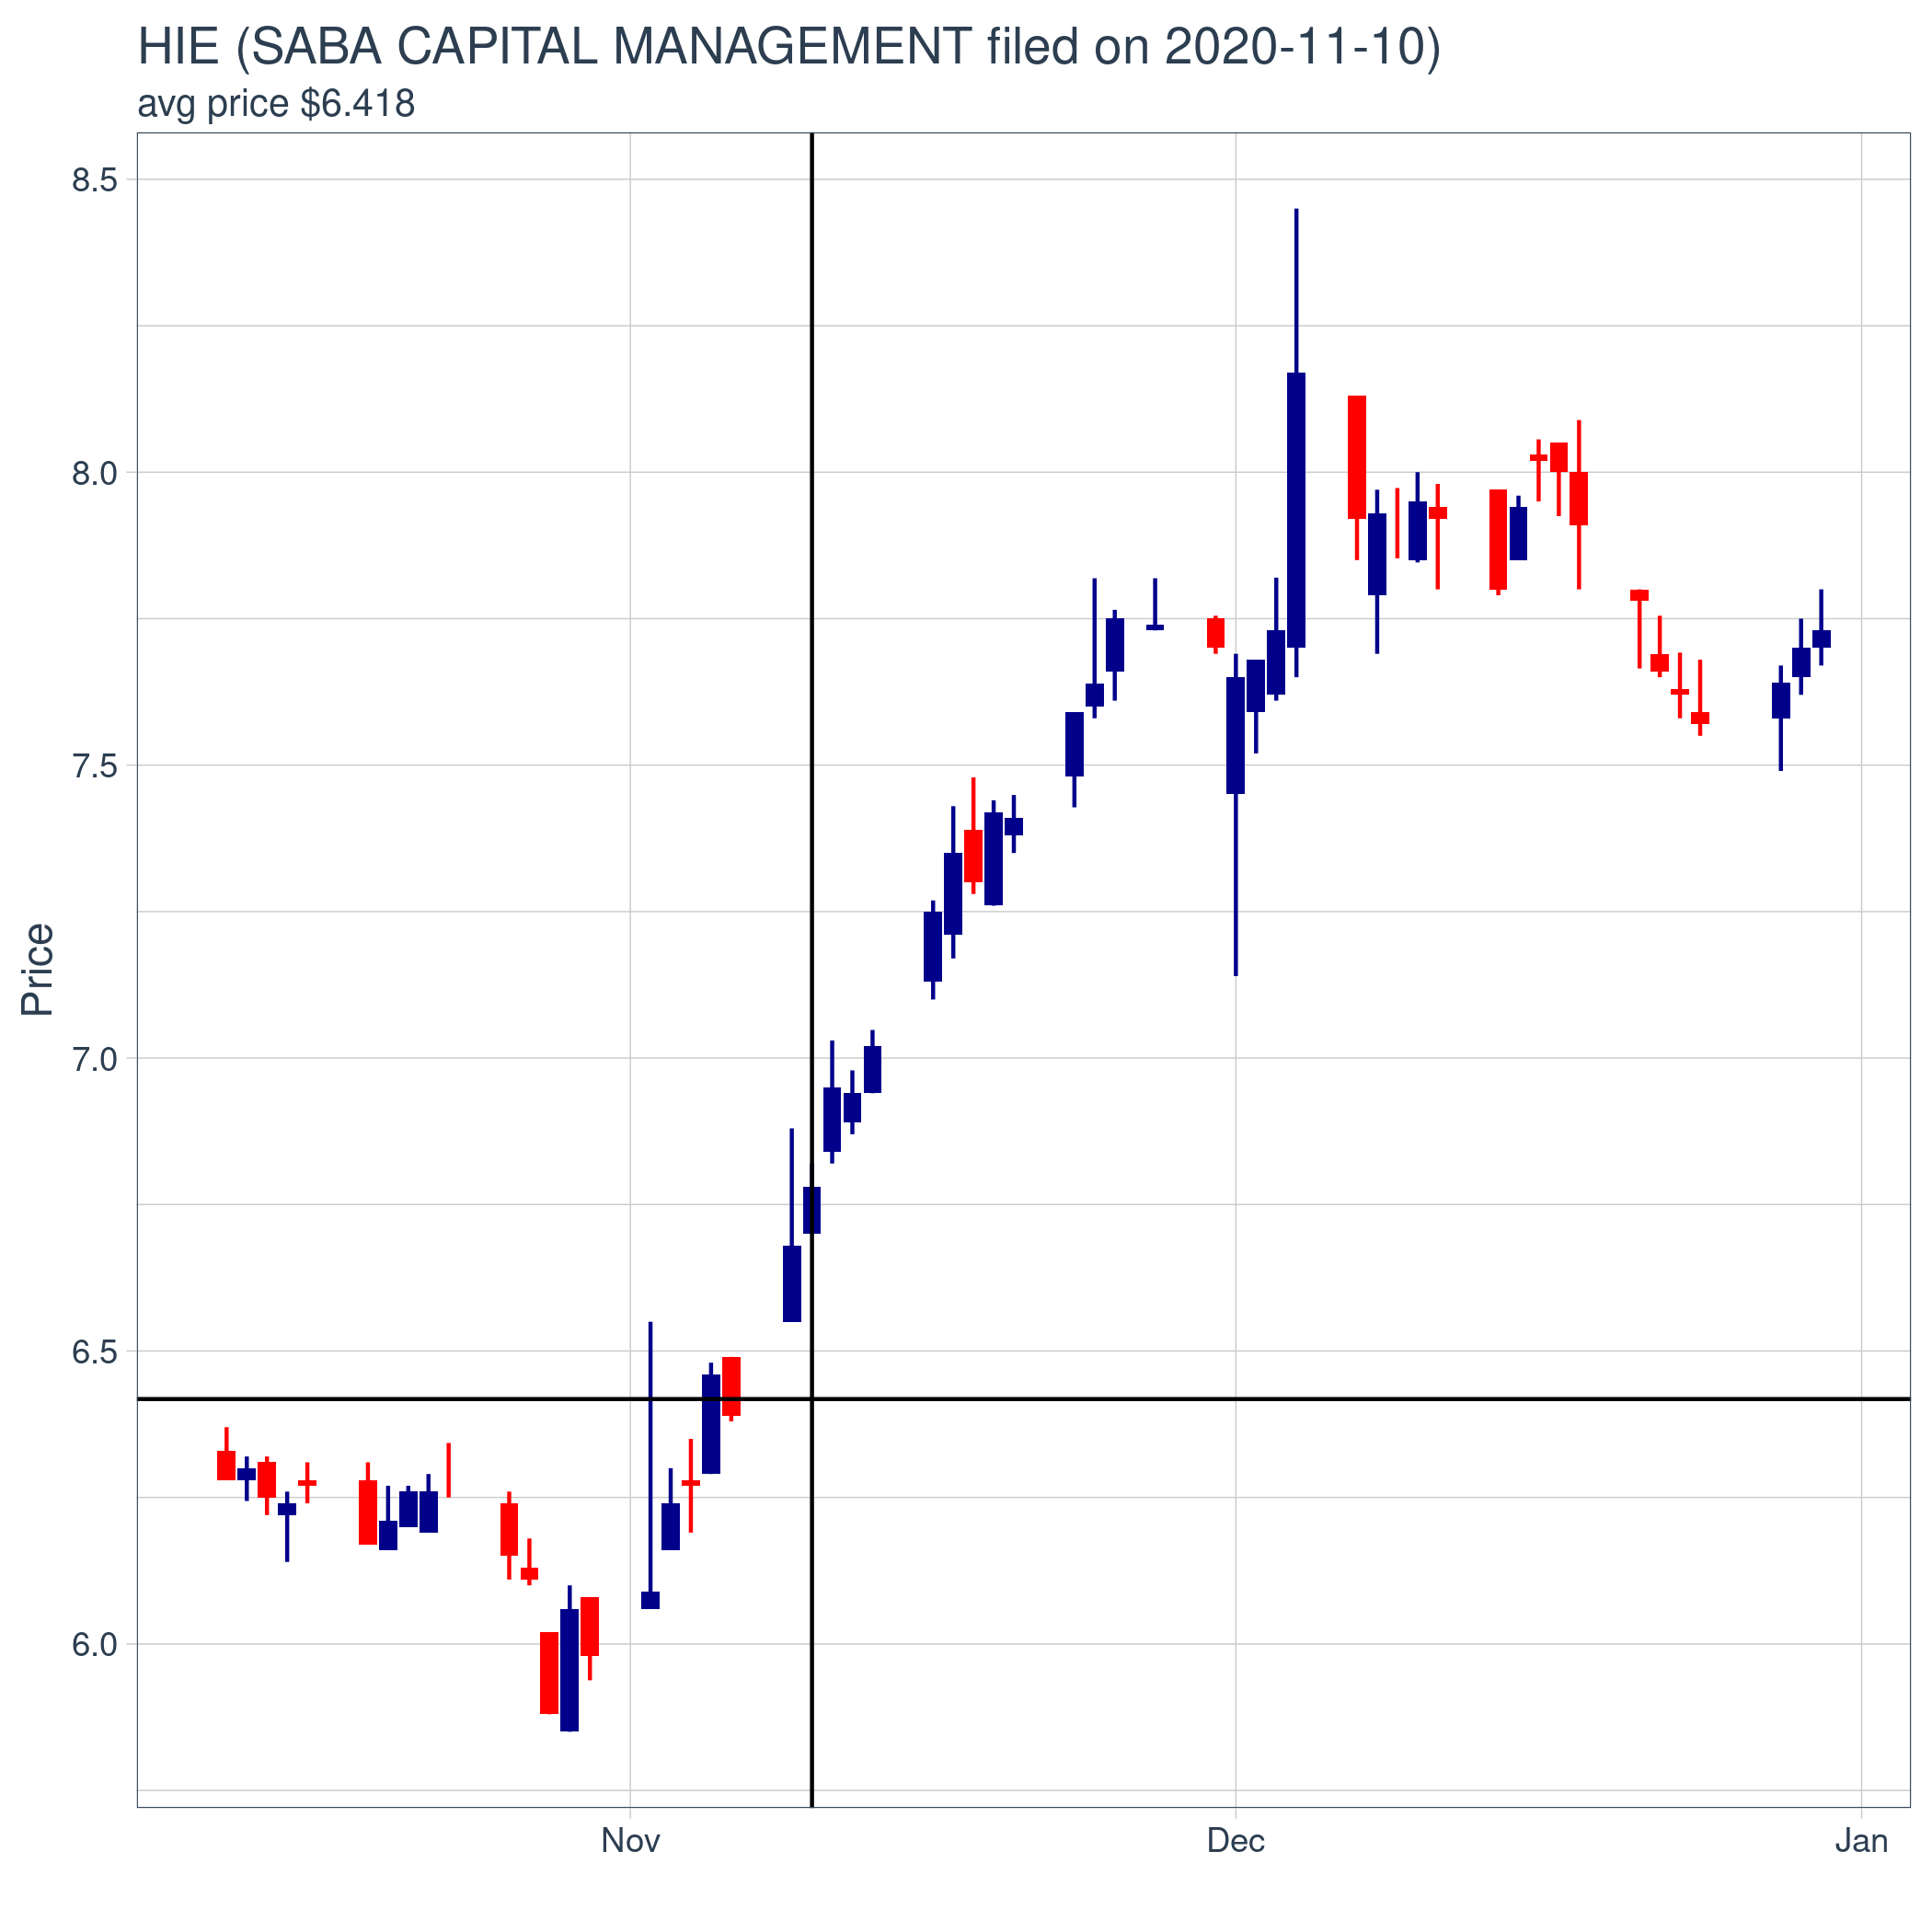 HIE (SABA CAPITAL MANAGEMENT filed on 2020-11-10)
avg price $6.418
8.5
8.0
7.5
7.0
6.5
6.0
Price
Nov Dec Jan